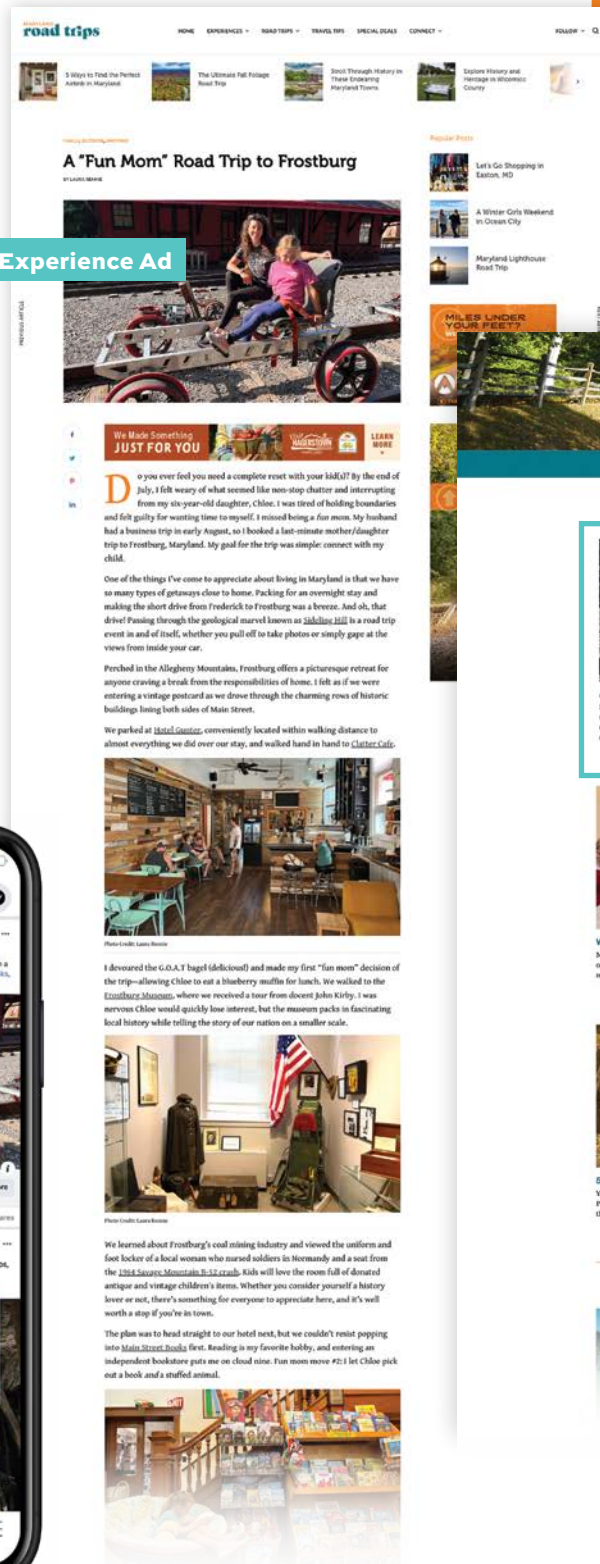 MARYLAND
road trips
HOME EXPERIENCES ROAD TRIPS TRAVEL TIPS SPECIAL DEALS CONNECT
FOLLOW
5 Ways to Find the Perfect
Airbnb in Maryland
The Ultimate Fall Foliage
Road Trip
Stroll Through History in
These Endearing
Maryland Towns
Explore History and
Heritage in Wicomico
County
A “Fun Mom” Road Trip to Frostburg
BY LAURA RENNIE
Experience Ad
PREVIOUS ARTICLE
Popular Posts
Let's Go Shopping in
Easton, MD
A Winter Girls Weekend
in Ocean City
Maryland Lighthouse
Road Trip
MILES UNDER
YOUR FEET?
We Made Something
JUST FOR YOU
visit
HAGERSTOWN
LEARN
MORE
Do you ever feel you need a complete reset with your kid(s)? By the end of
July, I felt weary of what seemed like non-stop chatter and interrupting
from my six-year-old daughter, Chloe. I was tired of holding boundaries
and felt guilty for wanting time to myself. I missed being a fun mom. My husband
had a business trip in early August, so I booked a last-minute mother/daughter
trip to Frostburg, Maryland. My goal for the trip was simple: connect with my
child.
One of the things I've come to appreciate about living in Maryland is that we have
so many types of getaways close to home. Packing for an overnight stay and
making the short drive from Frederick to Frostburg was a breeze. And oh, that
drive! Passing through the geological marvel known as Sideling Hill is a road trip
event in and of itself, whether you pull off to take photos or simply gape at the
views from inside your car.
Perched in the Allegheny Mountains, Frostburg offers a picturesque retreat for
anyone craving a break from the responsibilities of home. I felt as if we were
entering a vintage postcard as we drove through the charming rows of historic
buildings lining both sides of Main Street.
We parked at Hotel Gunter, conveniently located within walking distance to
almost everything we did over our stay, and walked hand in hand to Clatter Cafe.
Photo Credit: Laura Rennie
I devoured the G.O.A.T bagel (delicious!) and made my first “fun mom” decision of
the trip—allowing Chloe to eat a blueberry muffin for lunch. We walked to the
Frostburg Museum, where we received a tour from docent John Kirby. I was
nervous Chloe would quickly lose interest, but the museum packs in fascinating
local history while telling the story of our nation on a smaller scale.
Photo Credit: Laura Rennie
We learned about Frostburg's coal mining industry and viewed the uniform and
foot locker of a local woman who nursed soldiers in Normandy and a seat from
the 1964 Savage Mountain B-52 crash. Kids will love the room full of donated
antique and vintage children's items. Whether you consider yourself a history
lover or not, there's something for everyone to appreciate here, and it's well
worth a stop if you're in town.
The plan was to head straight to our hotel next, but we couldn't resist popping
into Main Street Books first. Reading is my favorite hobby, and entering an
independent bookstore puts me on cloud nine. Fun mom move #2: I let Chloe pick
out a book and a stuffed animal.